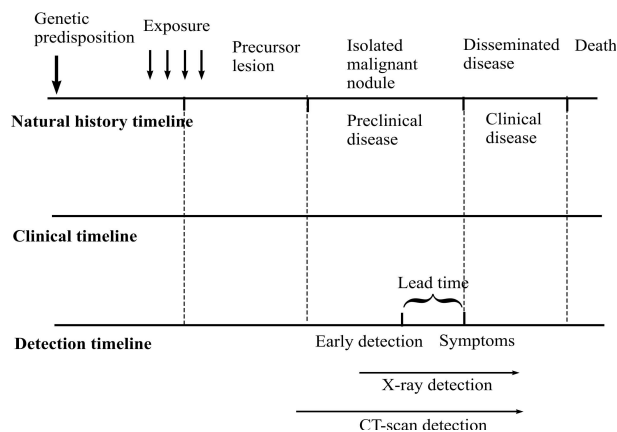 Genetic
predisposition
Exposure
Precursor
lesion
Isolated
malignant
nodule
Disseminated
disease
Death
Natural history timeline
Preclinical
disease
Clinical
disease
Clinical timeline
Lead time
Detection timeline
Early detection
Symptoms
X-ray detection
CT-scan detection